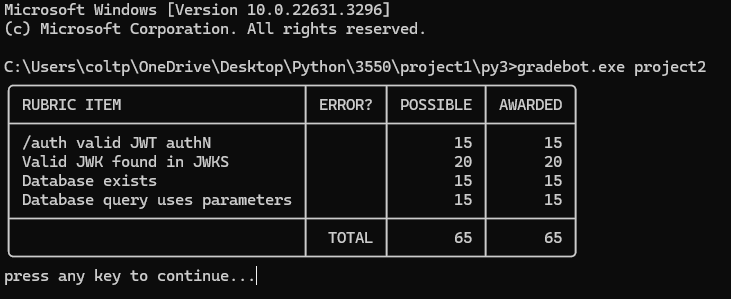 Microsoft Windows [Version 10.0.22631.3296]
(c) Microsoft Corporation. All rights reserved.
C:\Users\coltp\OneDrive\Desktop\Python\3550\project1\py3>gradebot.exe project2
RUBRIC ITEM ERROR? POSSIBLE AWARDED
/auth valid JWT authN 15 15
Valid JWK found in JWKS 20 20
Database exists 15 15
Database query uses parameters 15 15
TOTAL 65 65
press any key to continue...